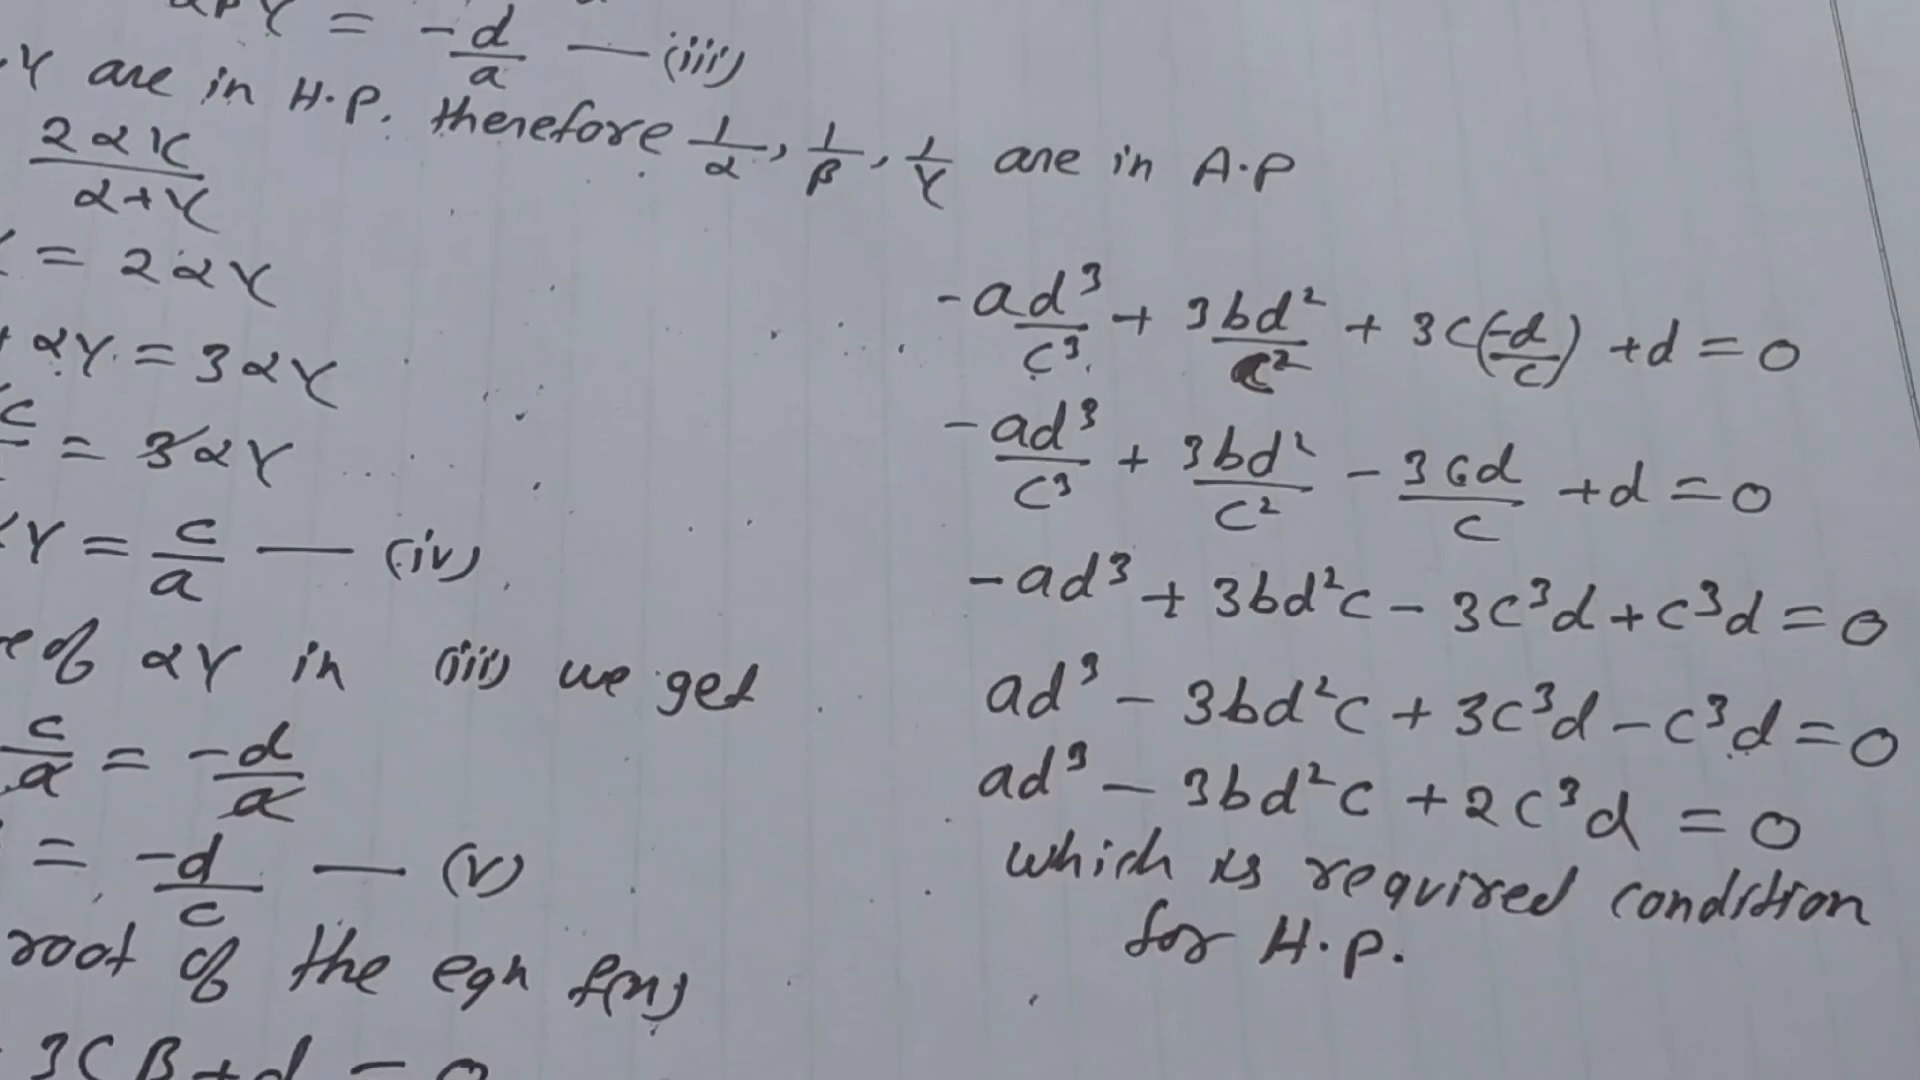 γ = -d/a — (iii)
γ are in H.P. therefore 1/α, 1/β, 1/γ are in A.P
2αγ/α+γ
= 2αγ
+ αγ = 3αγ
c/ = 3αγ
γ = c/a — (iv)
of αγ in (iii) we get
c/a = -d/a
= -d/c — (v)
root of the eqn f(x)
3Cβ+d = 0
-ad³/c³ + 3bd²/c² + 3c(-d/c) +d = 0
-ad³/c³ + 3bd²/c² - 3cd/c +d = 0
-ad³ + 3bd²c - 3c³d + c³d = 0
ad³ - 3bd²c + 3c³d - c³d = 0
ad³ - 3bd²c + 2c³d = 0
which is required condition
for H.P.